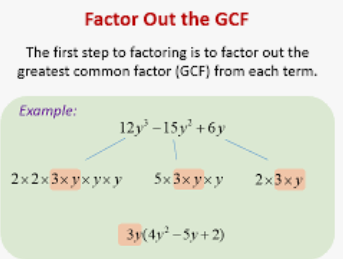 Factor Out the GCF
The first step to factoring is to factor out the
greatest common factor (GCF) from each term.
Example:
12y³ −15y² +6y
2×2×3×y×y×y 5×3×y×y 2×3×y
3y(4y² −5y+2)